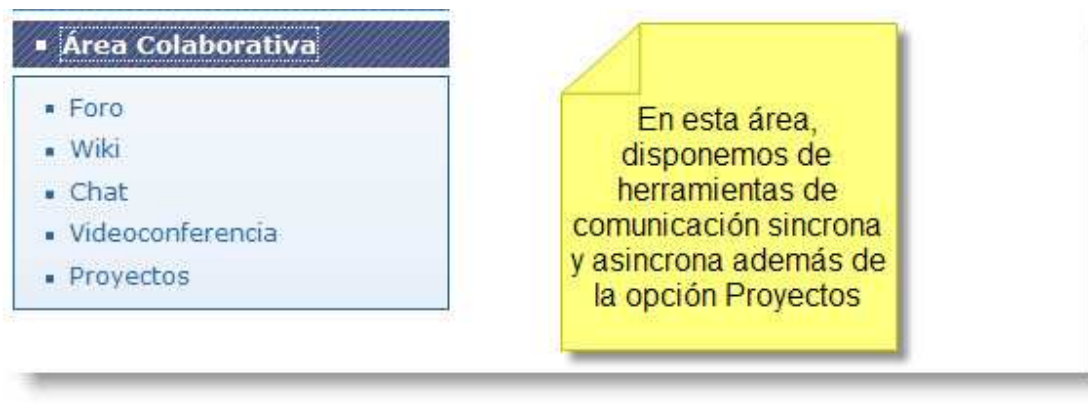 Área Colaborativa
Foro
Wiki
Chat
Videoconferencia
Proyectos
En esta área,
disponemos de
herramientas de
comunicación sincrona
y asincrona además de
la opción Proyectos